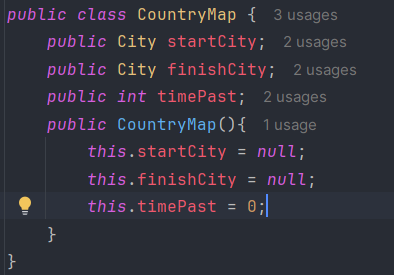 public class CountryMap { 3 usages
    public City startCity; 2 usages
    public City finishCity; 2 usages
    public int timePast; 2 usages
    public CountryMap(){ 1 usage
        this.startCity = null;
        this.finishCity = null;
        this.timePast = 0;
    }
}